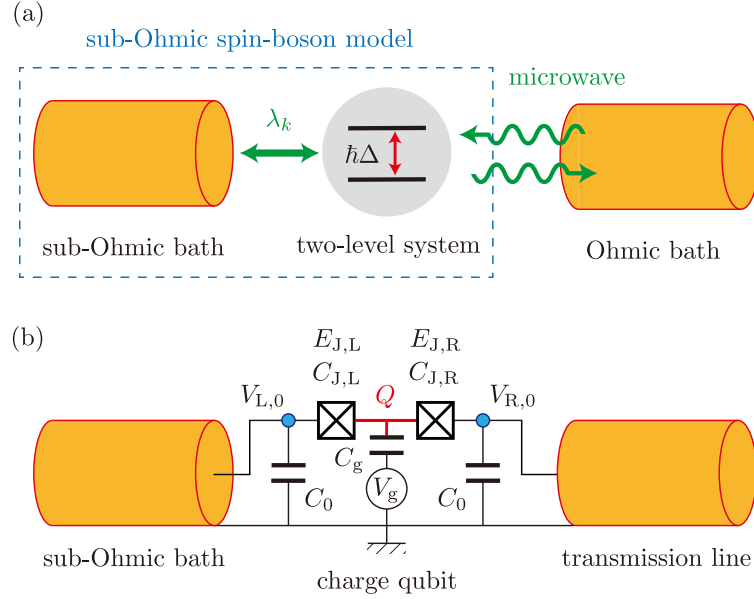 (a)
sub-Ohmic spin-boson model
microwave
λ_k
ℏΔ
sub-Ohmic bath
two-level system
Ohmic bath
(b)
E_J,L
E_J,R
C_J,L
Q
C_J,R
V_L,0
V_R,0
C_g
C_0
V_g
C_0
sub-Ohmic bath
transmission line
charge qubit